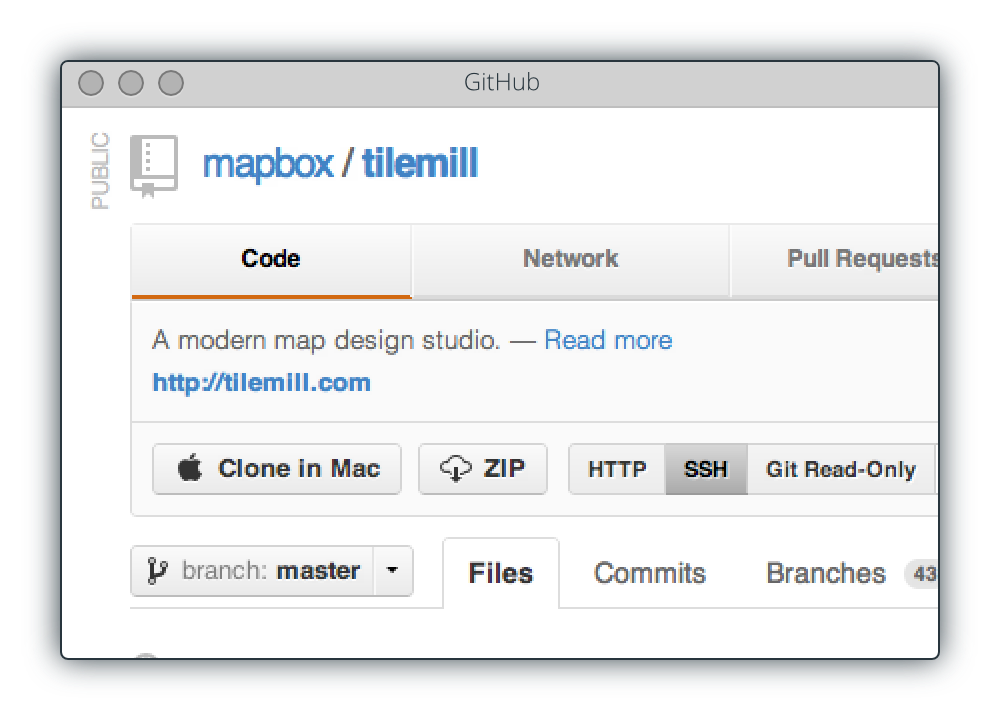 GitHub
PUBLIC
mapbox / tilemill
Code Network Pull Requests
A modern map design studio. — Read more
http://tilemill.com
Clone in Mac ZIP HTTP SSH Git Read-Only
branch: master Files Commits Branches 43